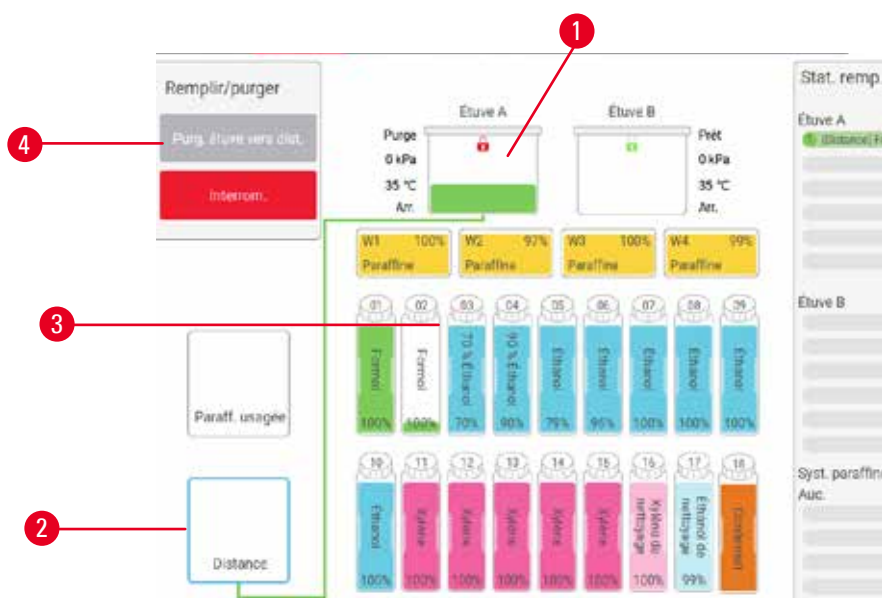 1
Remplir/purger
Stat. remp.
Étuve A
Étuve B
Étuve A
4
Purg. étuve vers dist.
Purge
Prêt
0 kPa
0 kPa
35 °C
35 °C
Interrom.
Arr.
Arr.
W1 100%
W2 97%
W3 100%
W4 99%
Paraffine
Paraffine
Paraffine
Paraffine
Étuve B
01 02 03 04 05 06 07 08 09
3
Formol
Formol
70 % Éthanol
90 % Éthanol
Éthanol
Éthanol
Éthanol
Éthanol
Éthanol
Paraff. usagée
100% 100% 70% 90% 79% 95% 100% 100% 100%
10 11 12 13 14 15 16 17 18
Syst. paraffine
Auc.
2
Éthanol
Xylène
Xylène
Xylène
Xylène
Xylène
Xylène de nettoyage
Éthanol de nettoyage
Distance
100% 100% 100% 100% 100% 100% 100% 99%